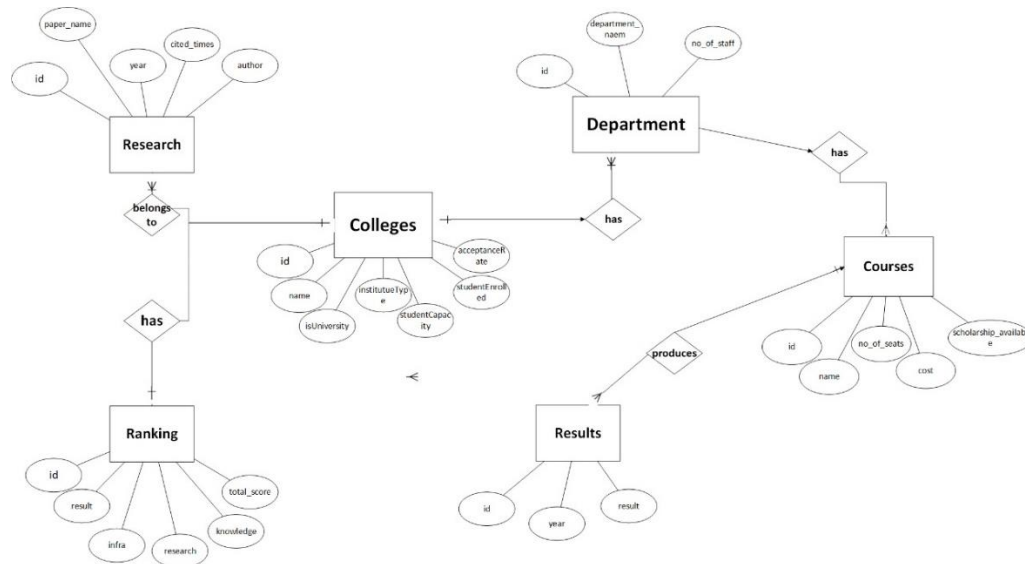 paper_name
cited_times
year
author
id
Research
department_
naem
no_of_staff
id
Department
has
belongs
to
Colleges
has
acceptanceR
ate
id
institutueTyp
e
studentEnrol
led
name
studentCapac
ity
isUniversity
Courses
has
produces
scholarship_availab
e
id
no_of_seats
name
cost
Ranking
Results
id
result
total_score
knowledge
infra
research
id
year
result